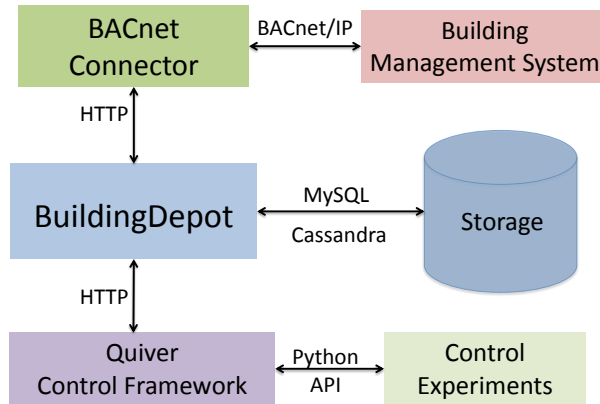 BACnet
Connector
BACnet/IP
Building
Management System
HTTP
BuildingDepot
MySQL
Cassandra
Storage
HTTP
Quiver
Control Framework
Python
API
Control
Experiments